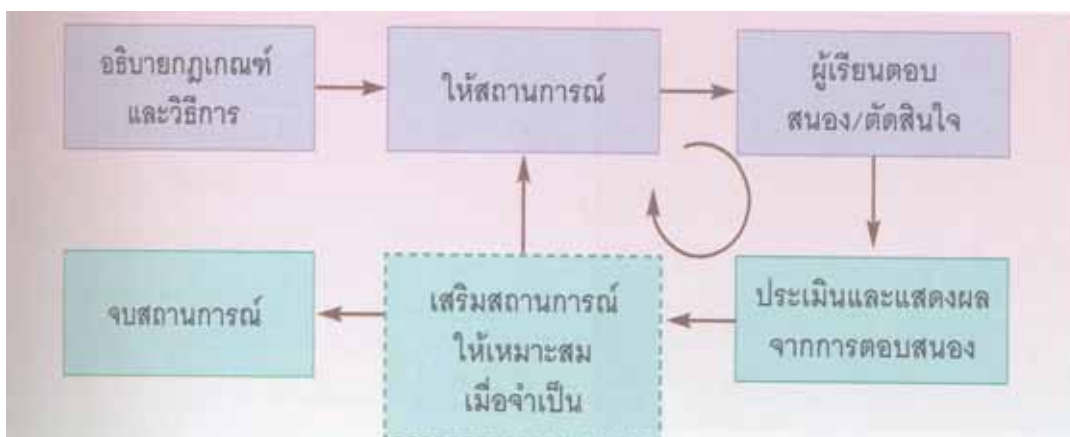 อธิบายกฎเกณฑ์
และวิธีการ
ให้สถานการณ์
ผู้เรียนตอบ
สนอง/ตัดสินใจ
จบสถานการณ์
เสริมสถานการณ์
ให้เหมาะสม
เมื่อจำเป็น
ประเมินและแสดงผล
จากการตอบสนอง